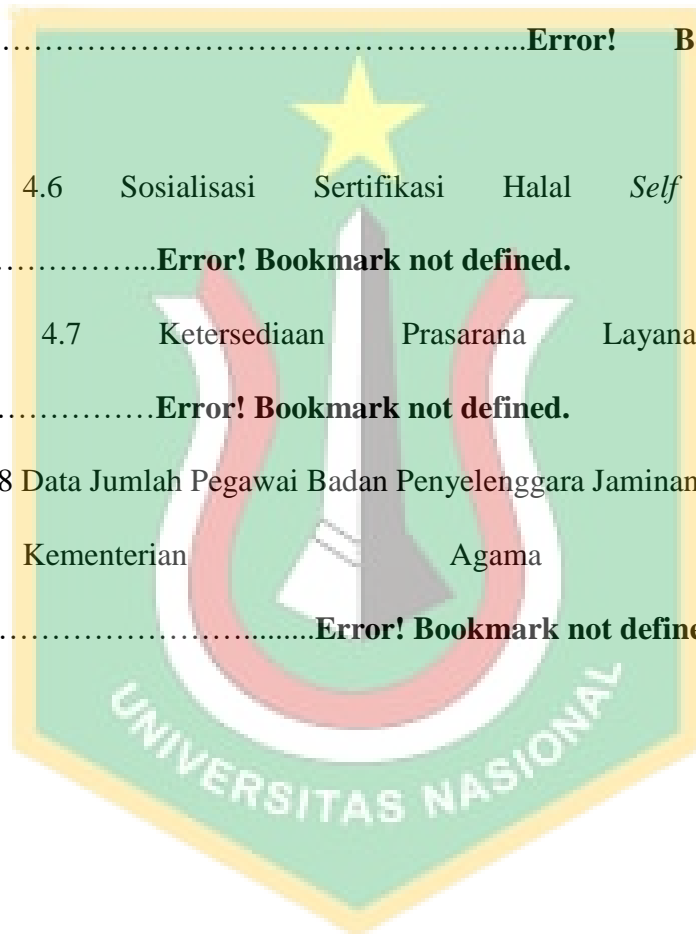 …………………………………………...Error! B
4.6 Sosialisasi Sertifikasi Halal Self
……………...Error! Bookmark not defined.
4.7 Ketersediaan Prasarana Layana
……………Error! Bookmark not defined.
8 Data Jumlah Pegawai Badan Penyelenggara Jaminan
Kementerian Agama
……………………….........Error! Bookmark not define
UNIVERSITAS NASIONAL